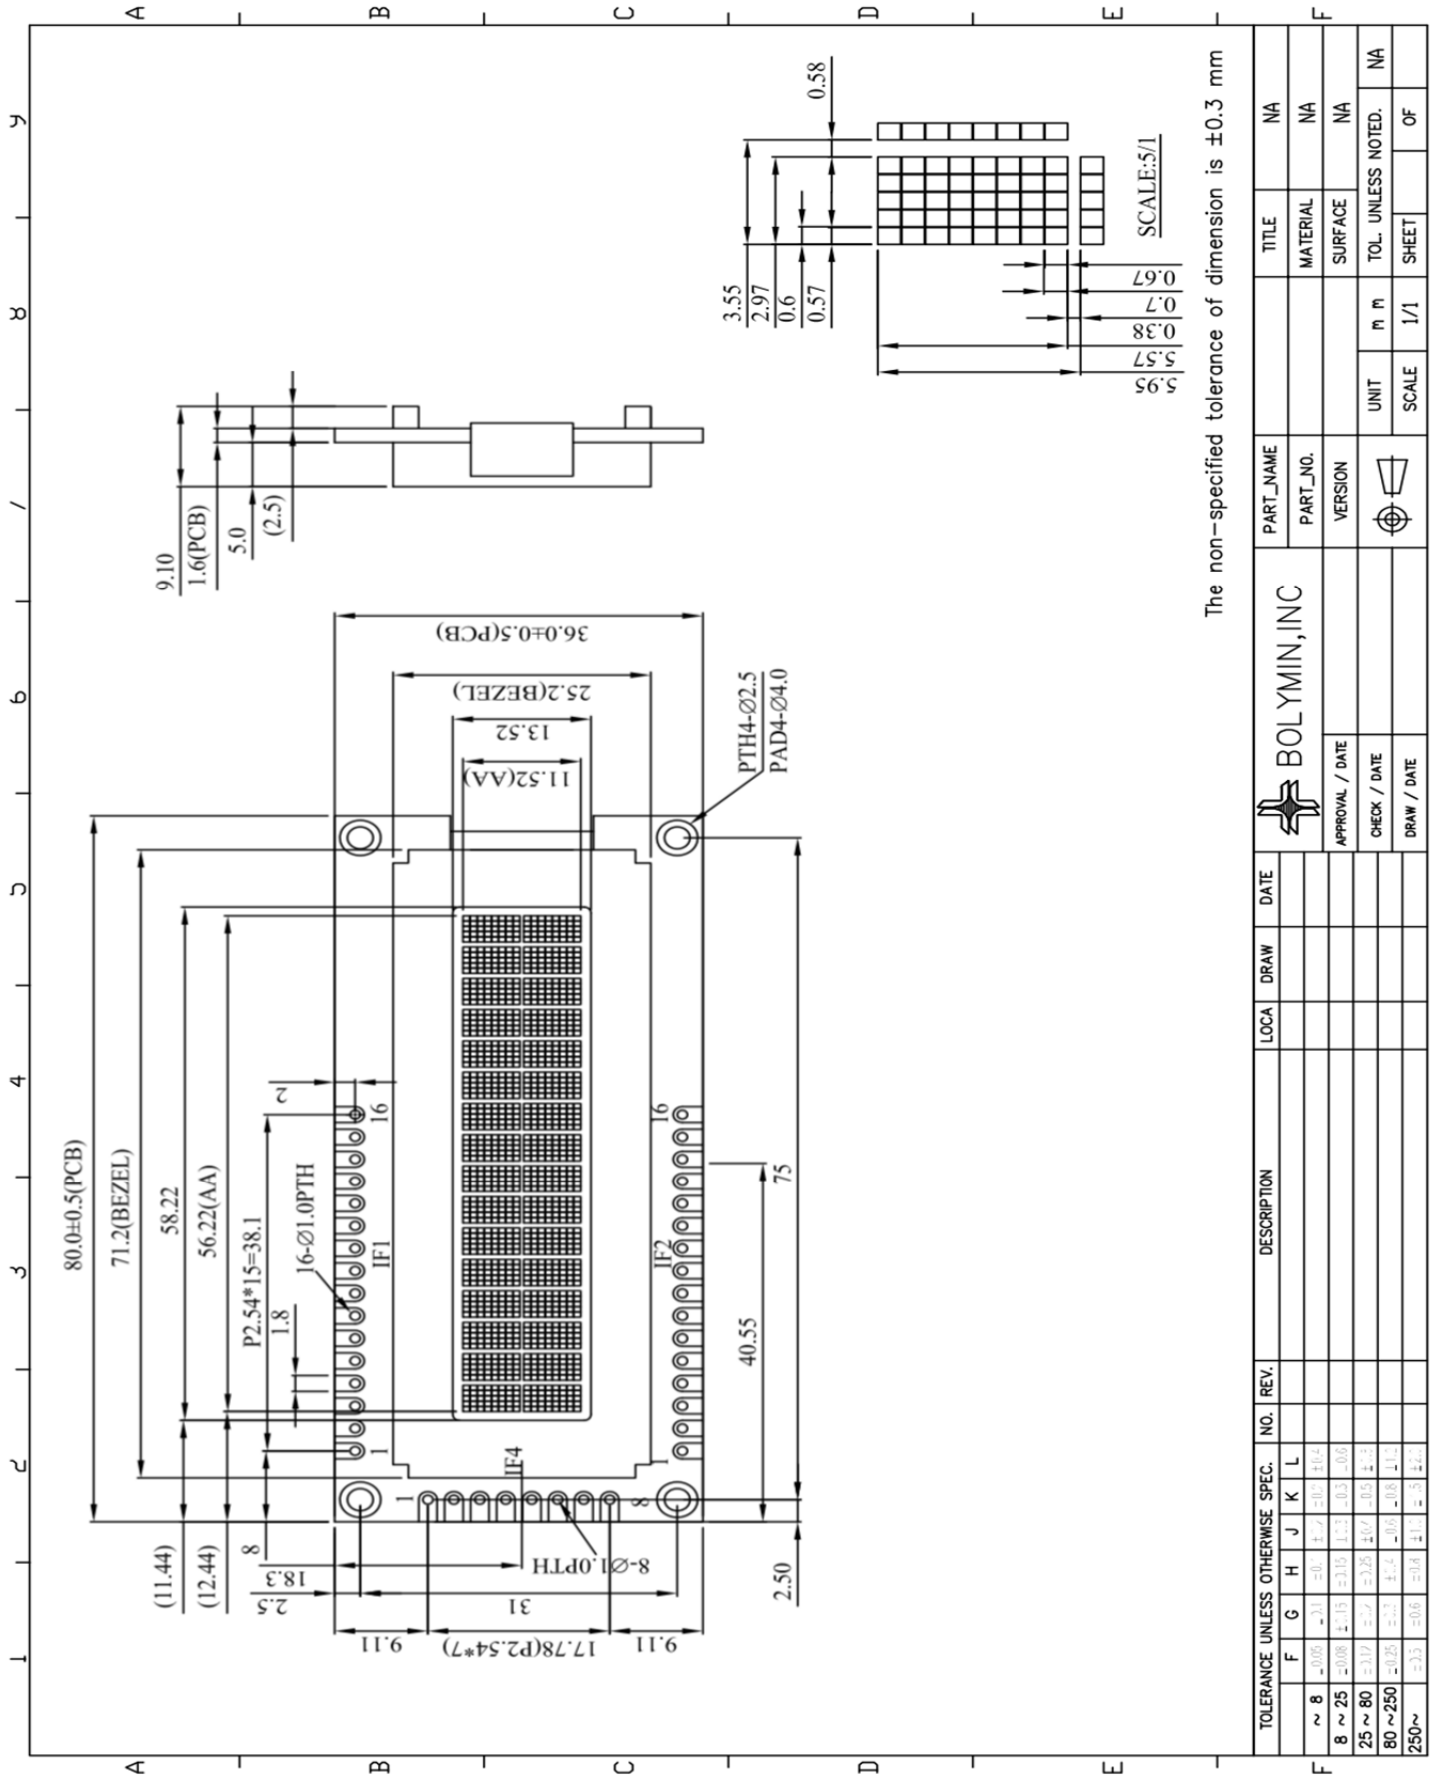 A
B
C
D
E
F
1
2
3
4
5
6
7
8
9
80.0±0.5(PCB)
71.2(BEZEL)
58.22
56.22(AA)
P2.54*15=38.1
1.8
16-Ø1.0PTH
2
(11.44)
(12.44)
8
18.3
2.5
9.11
17.78(P2.54*7)
31
9.11
8-Ø1.0PTH
1
16
IF1
1
8
IF4
1
16
IF2
40.55
75
2.50
36.0±0.5(PCB)
25.2(BEZEL)
13.52
11.52(AA)
PTH4-Ø2.5
PAD4-Ø4.0
9.10
1.6(PCB)
5.0
(2.5)
3.55
2.97
0.6
0.57
0.58
5.95
5.57
0.38
0.7
0.67
SCALE:5/1
The non-specified tolerance of dimension is ±0.3 mm
A
B
C
D
E
F
TOLERANCE UNLESS OTHERWISE SPEC.
F G H J K L
~ 8
8 ~ 25
25 ~ 80
80 ~250
250~
NO. REV. DESCRIPTION LOCA DRAW DATE
BOLYMIN,INC
APPROVAL / DATE
CHECK / DATE
DRAW / DATE
PART_NAME TITLE NA
PART_NO. MATERIAL NA
VERSION SURFACE NA
UNIT m m TOL. UNLESS NOTED. NA
SCALE 1/1 SHEET OF